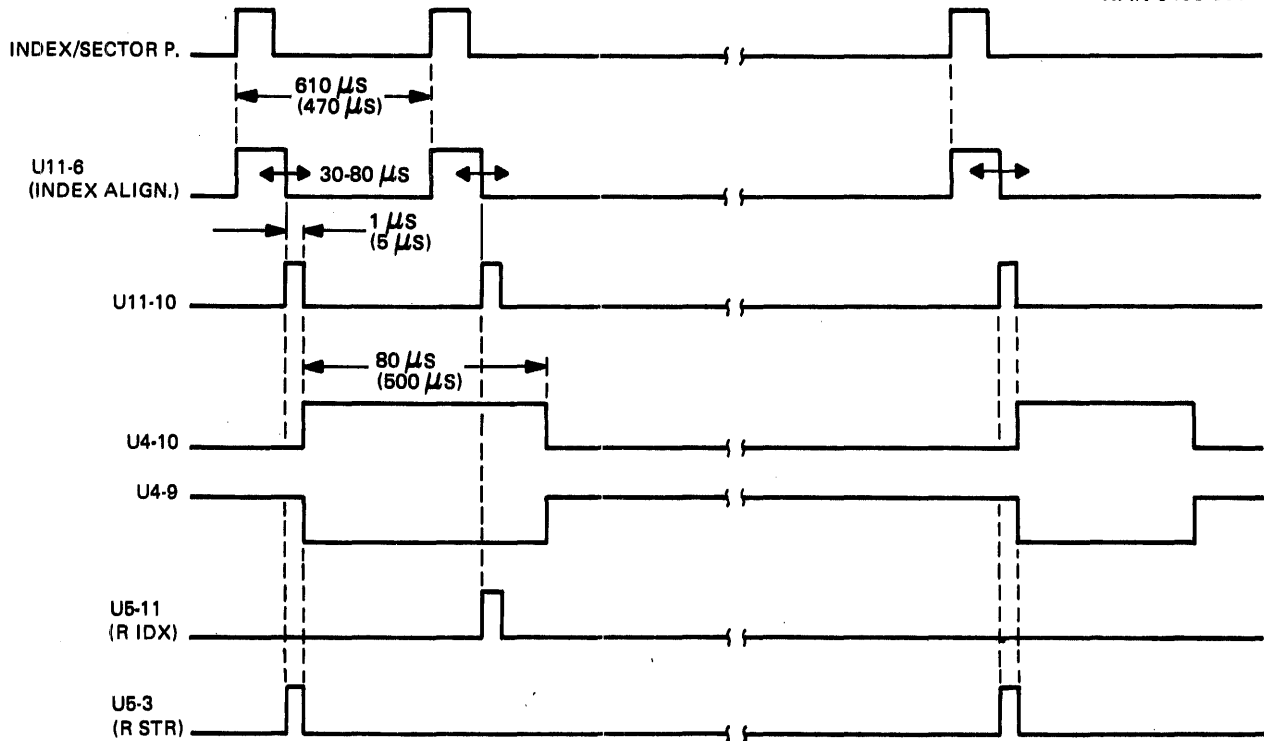 INDEX/SECTOR P.
610 μS
(470 μS)
U11-6
(INDEX ALIGN.)
30-80 μS
1 μS
(5 μS)
U11-10
80 μS
(500 μS)
U4-10
U4-9
U5-11
(R IDX)
U5-3
(R STR)